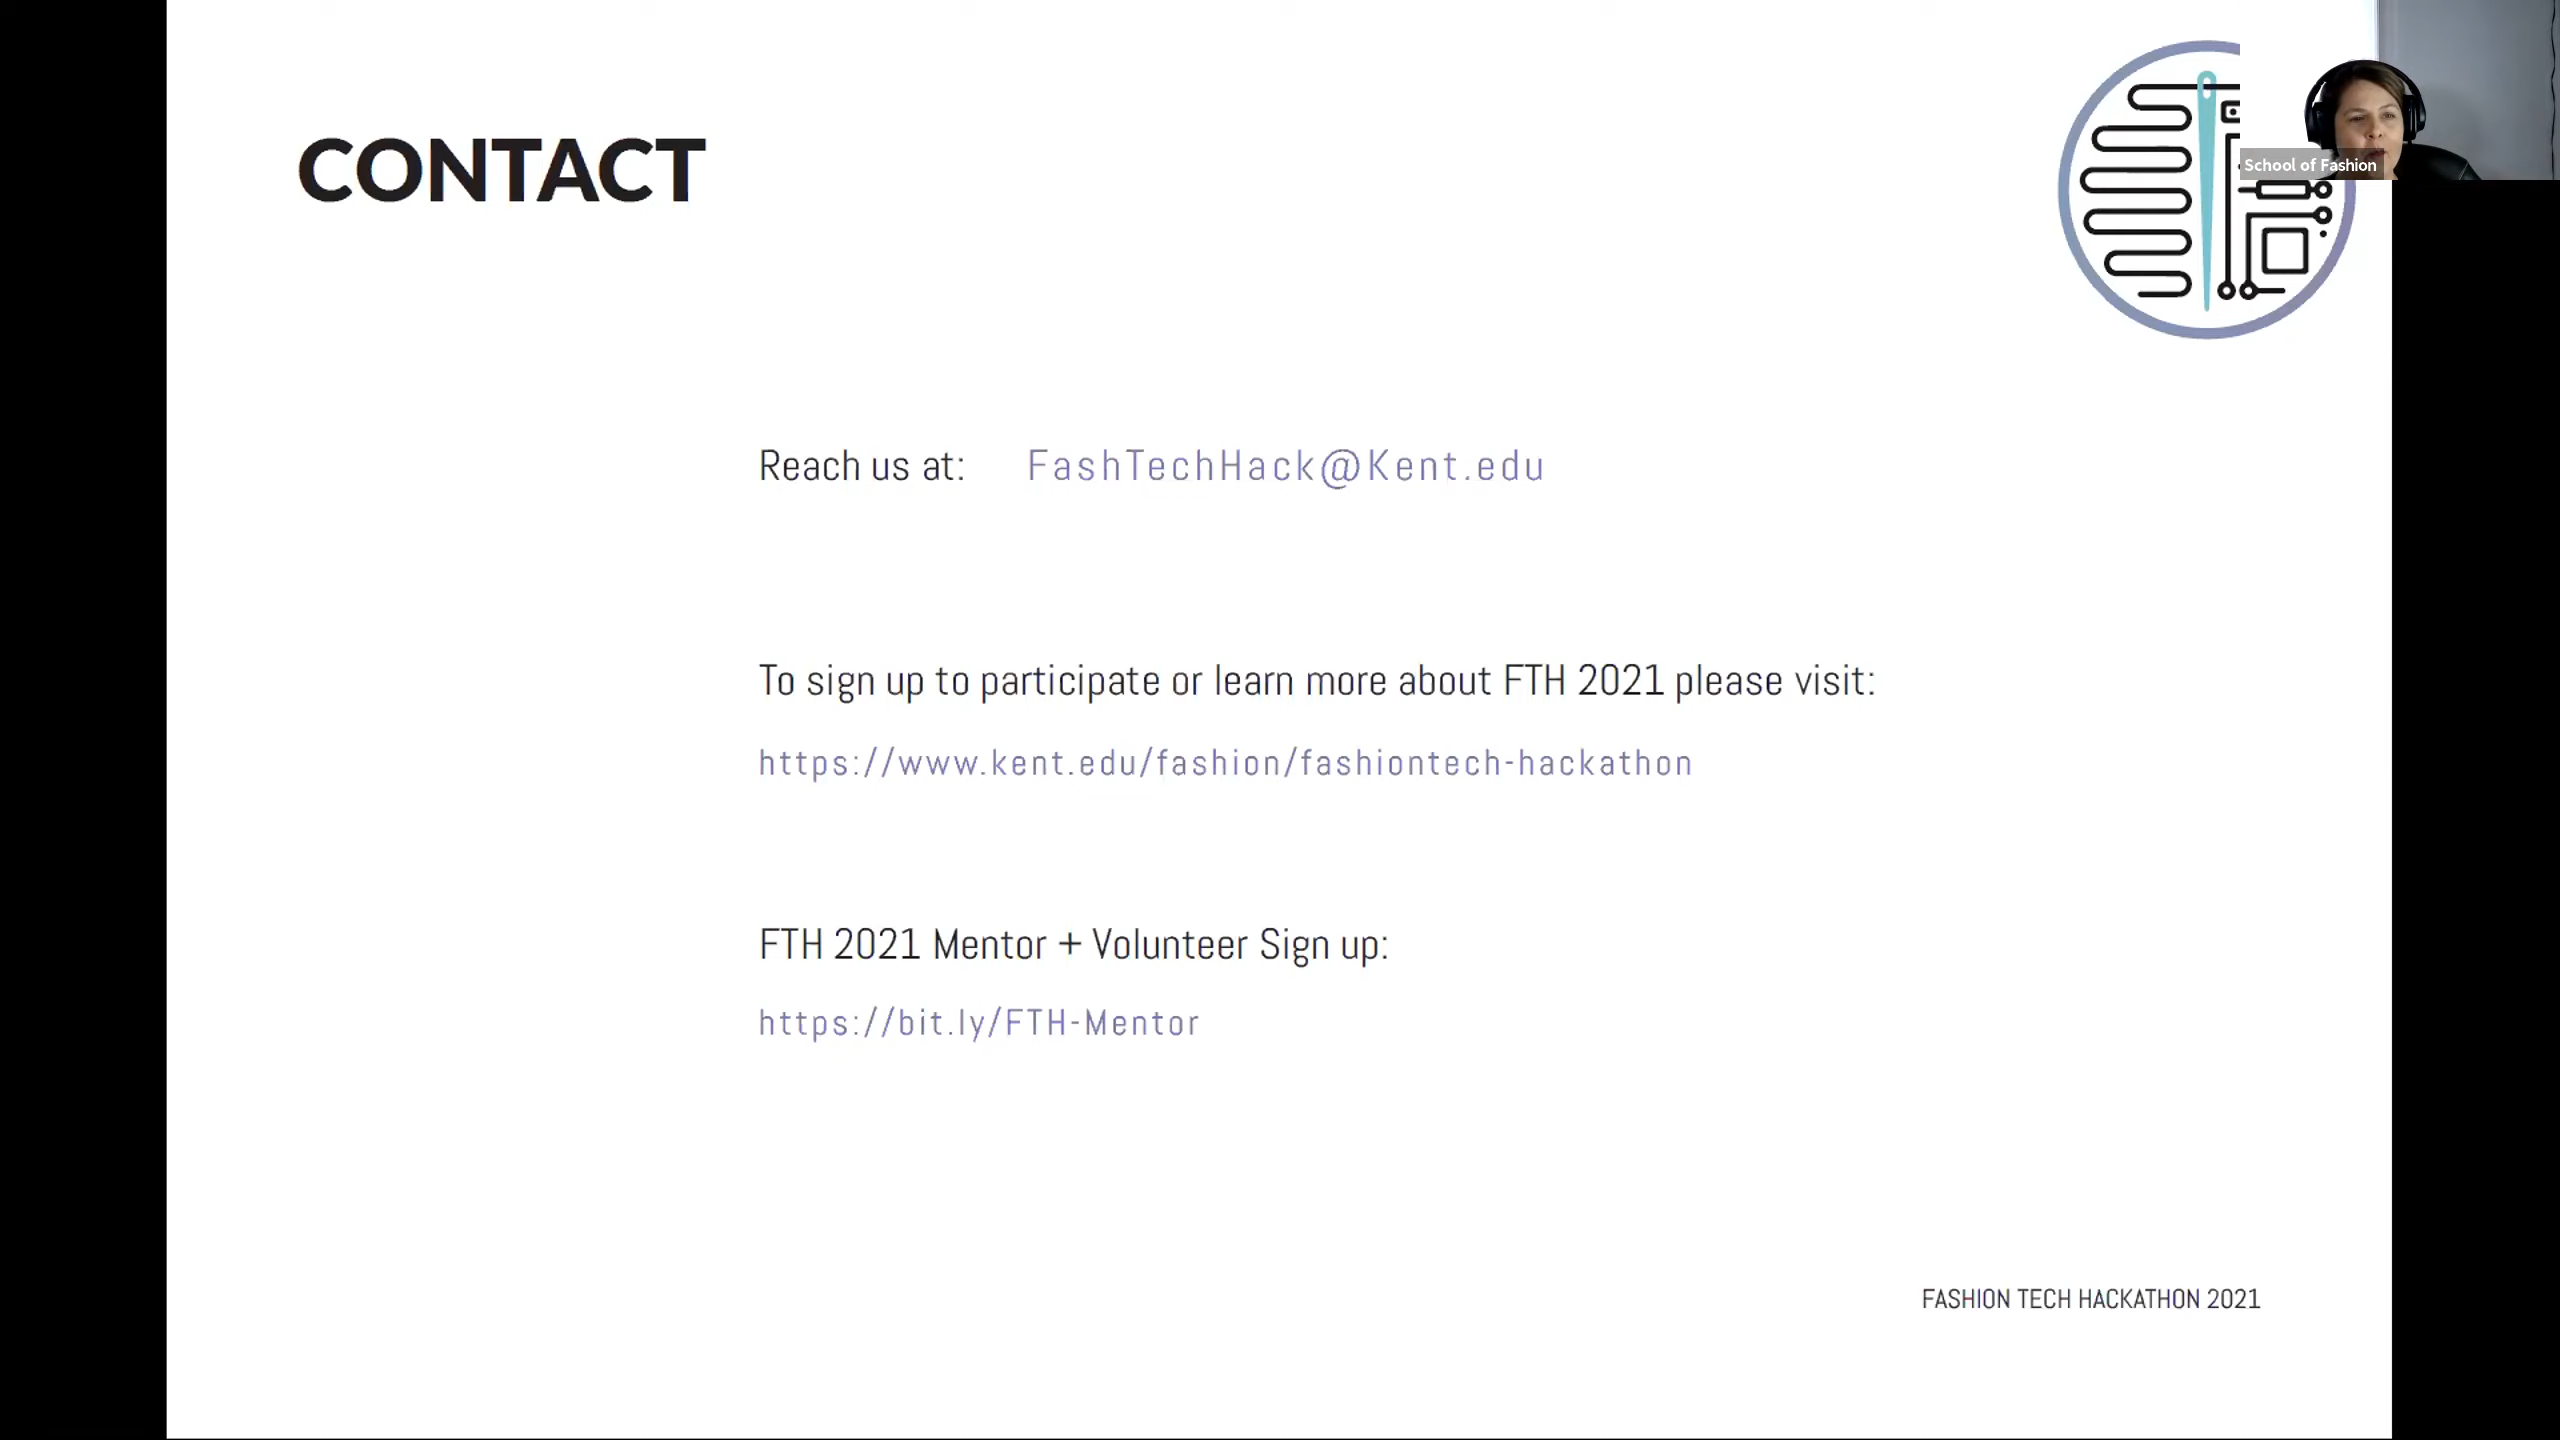 CONTACT
School of Fashion
Reach us at: FashTechHack@Kent.edu
To sign up to participate or learn more about FTH 2021 please visit:
https://www.kent.edu/fashion/fashiontech-hackathon
FTH 2021 Mentor + Volunteer Sign up:
https://bit.ly/FTH-Mentor
FASHION TECH HACKATHON 2021